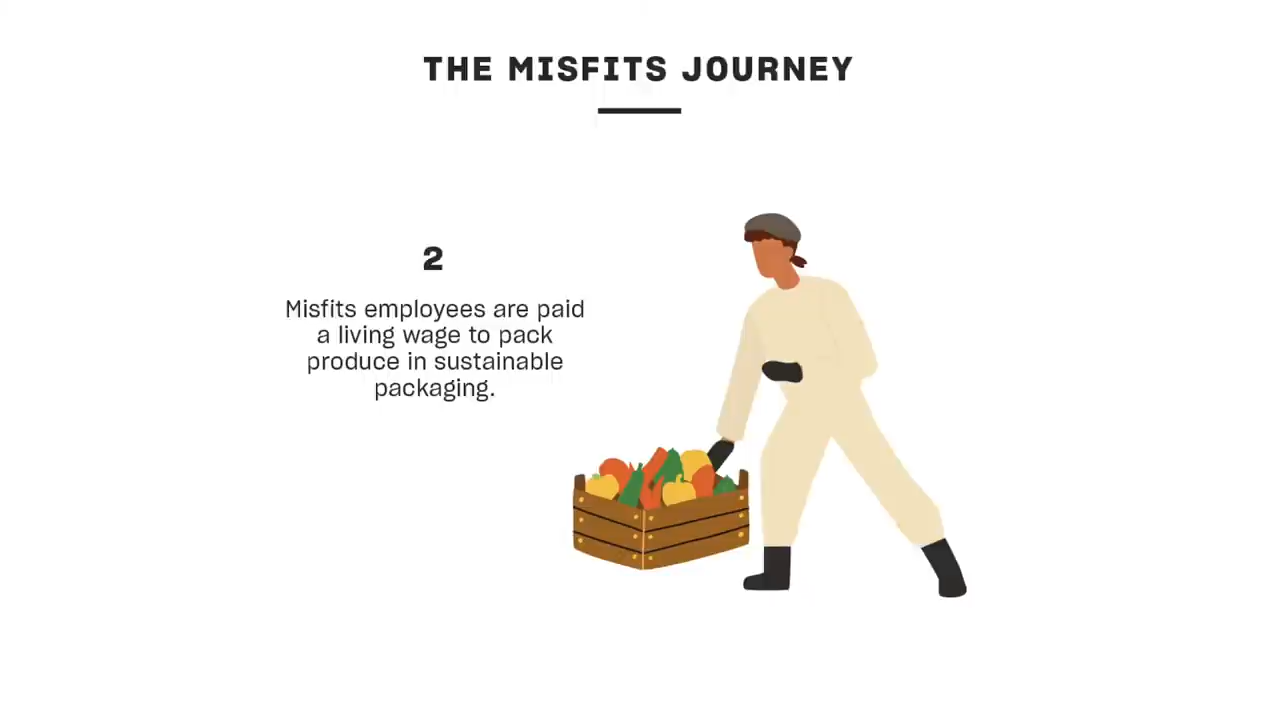 THE MISFITS JOURNEY
2
Misfits employees are paid
a living wage to pack
produce in sustainable
packaging.